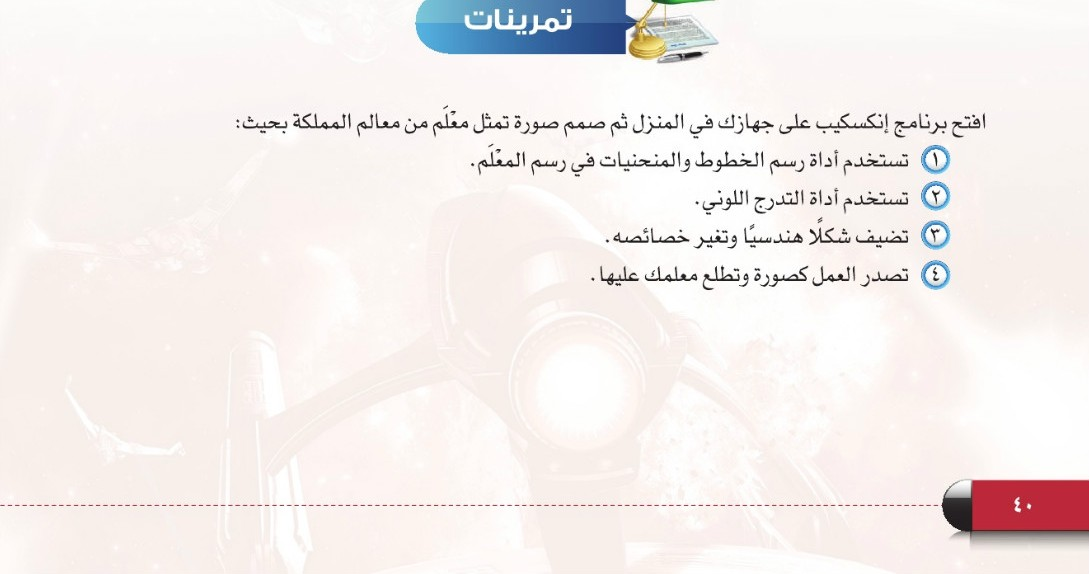 تمرينات
افتح برنامج إنكسكيب على جهازك في المنزل ثم صمم صورة تمثل معْلَم من معالم المملكة بحيث:
١ تستخدم أداة رسم الخطوط والمنحنيات في رسم المعْلَم.
٢ تستخدم أداة التدرج اللوني.
٣ تضيف شكلًا هندسيًا وتغير خصائصه.
٤ تصدر العمل كصورة وتطلع معلمك عليها.
٤٠